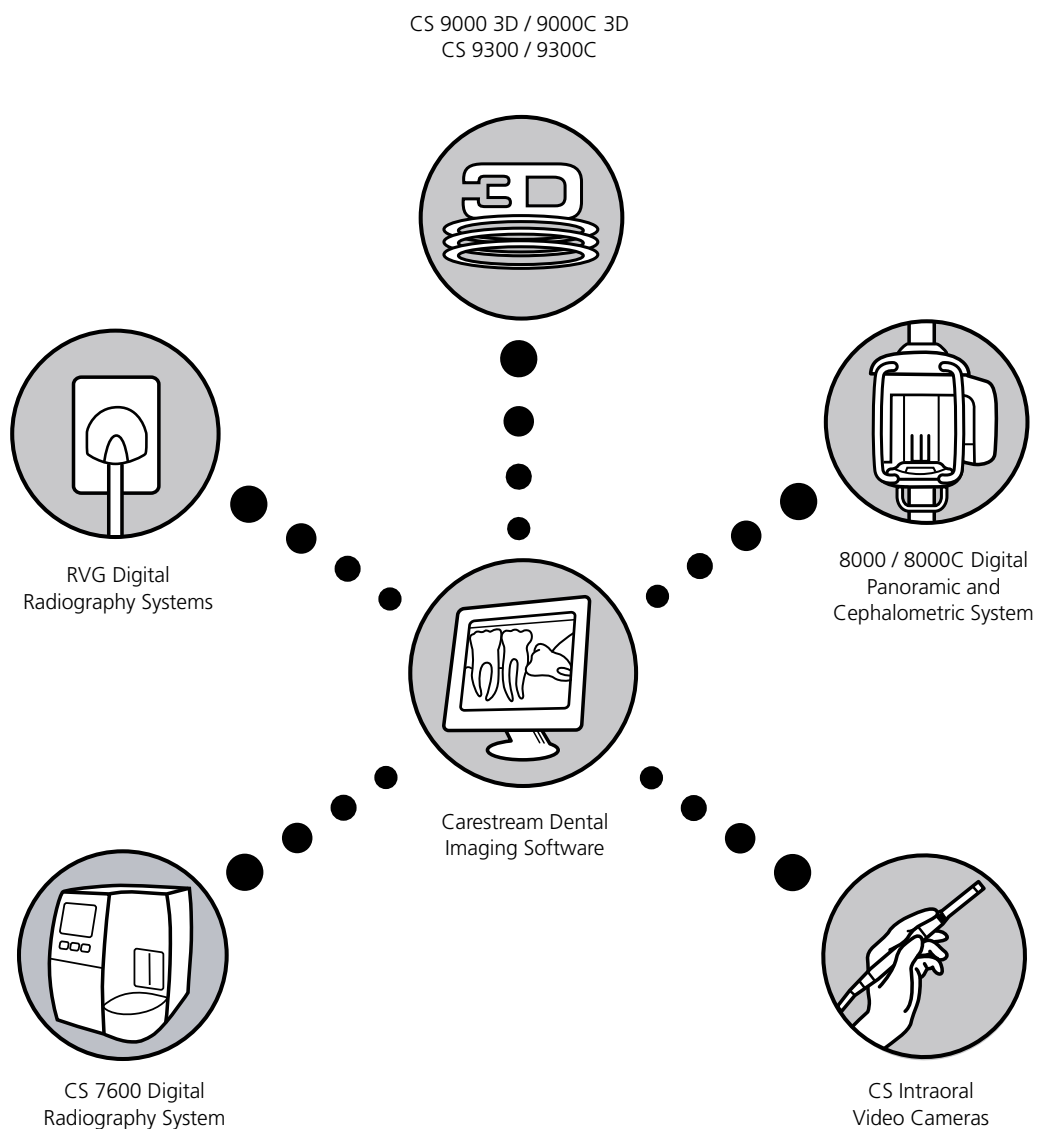 CS 9000 3D / 9000C 3D
CS 9300 / 9300C
3D
RVG Digital
Radiography Systems
8000 / 8000C Digital
Panoramic and
Cephalometric System
Carestream Dental
Imaging Software
CS 7600 Digital
Radiography System
CS Intraoral
Video Cameras